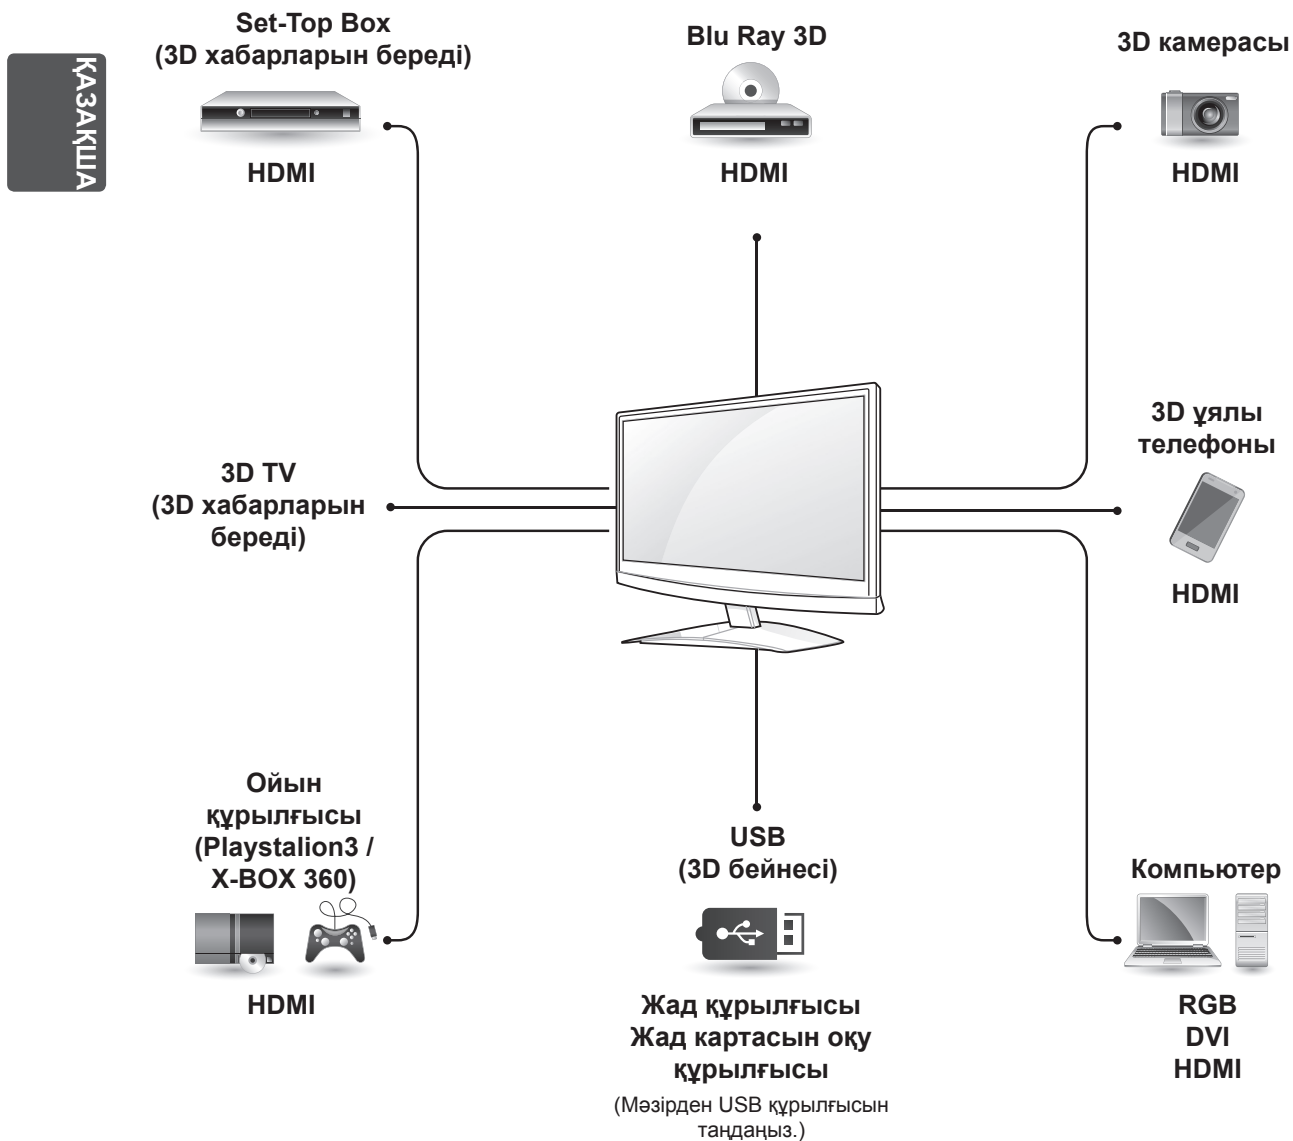 ҚАЗАҚША
Set-Top Box
(3D хабарларын береді)
HDMI
Blu Ray 3D
HDMI
3D камерасы
HDMI
3D TV
(3D хабарларын
береді)
3D ұялы
телефоны
HDMI
Ойын
құрылғысы
(Playstalion3 /
X-BOX 360)
HDMI
USB
(3D бейнесі)
Жад құрылғысы
Жад картасын оқу
құрылғысы
(Мәзірден USB құрылғысын
таңдаңыз.)
Компьютер
RGB
DVI
HDMI